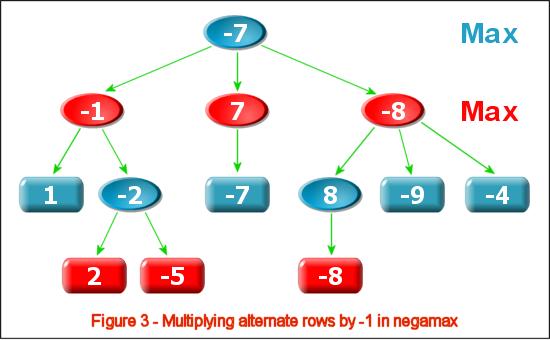 -7 Max
-1 7 -8 Max
1 -2 -7 8 -9 -4
2 -5 -8
Figure 3 - Multiplying alternate rows by -1 in negamax